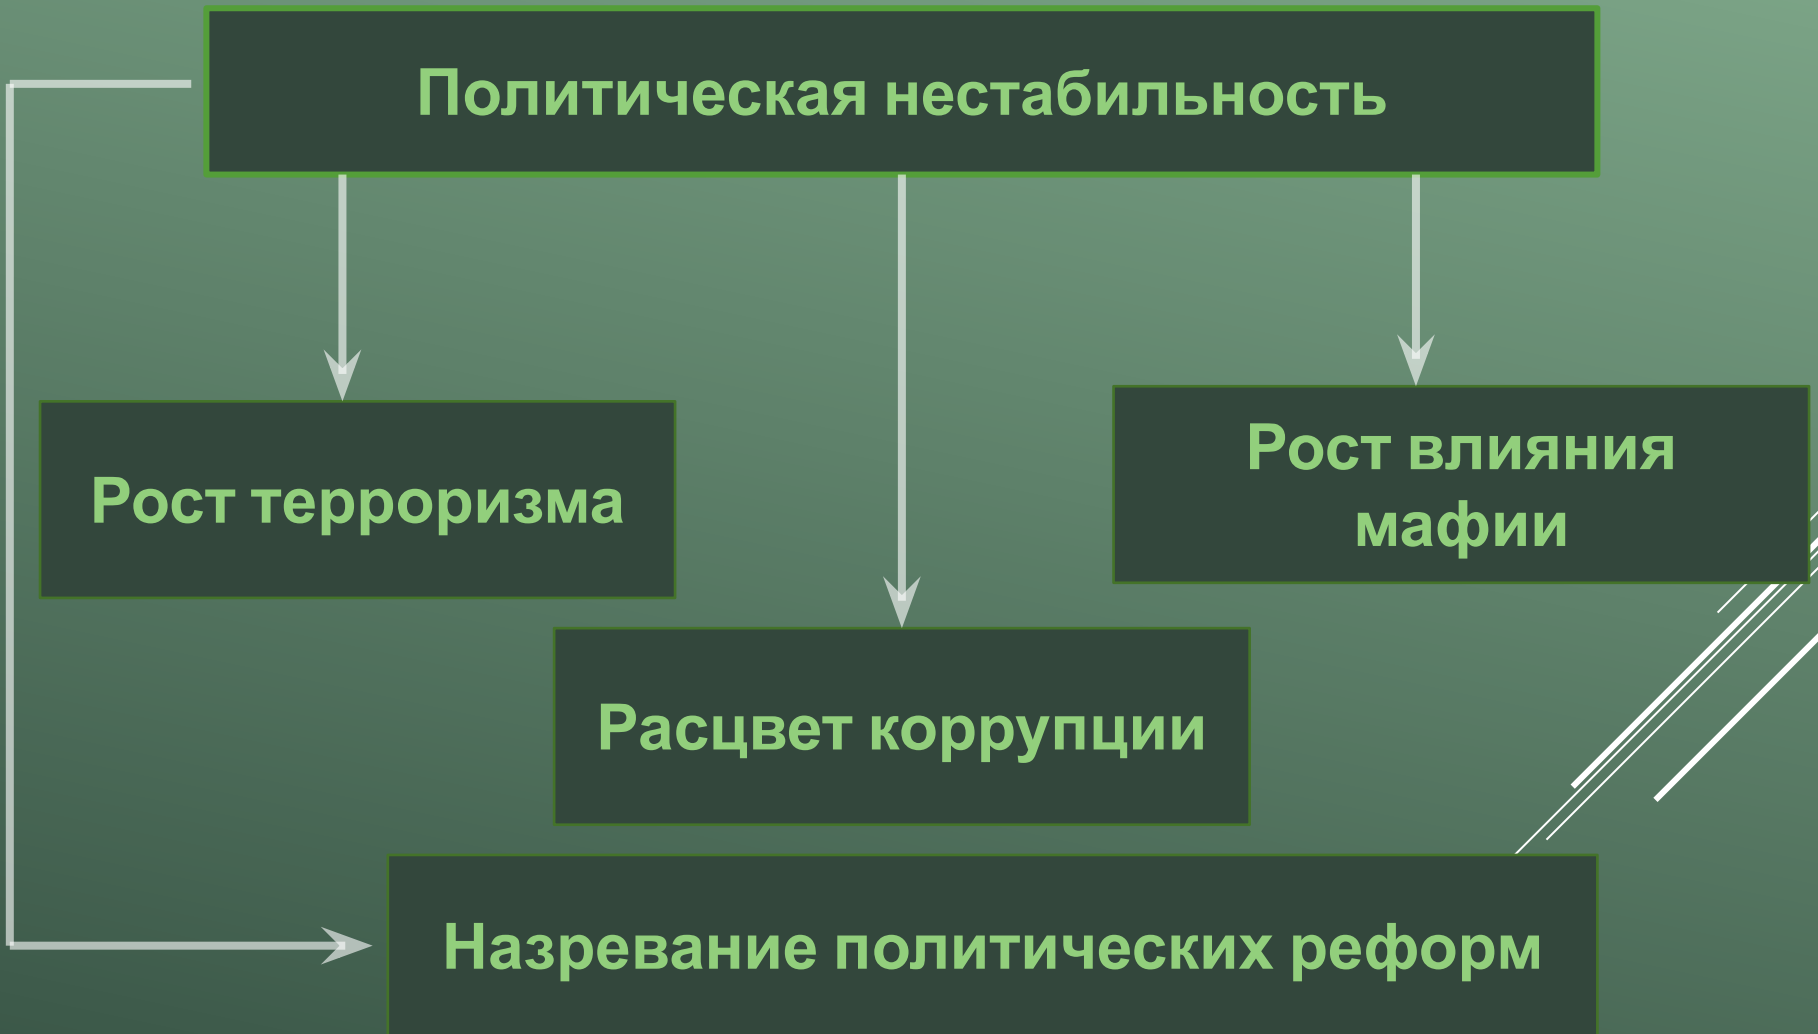 Политическая нестабильность
Рост терроризма
Рост влияния
мафии
Расцвет коррупции
Назревание политических реформ